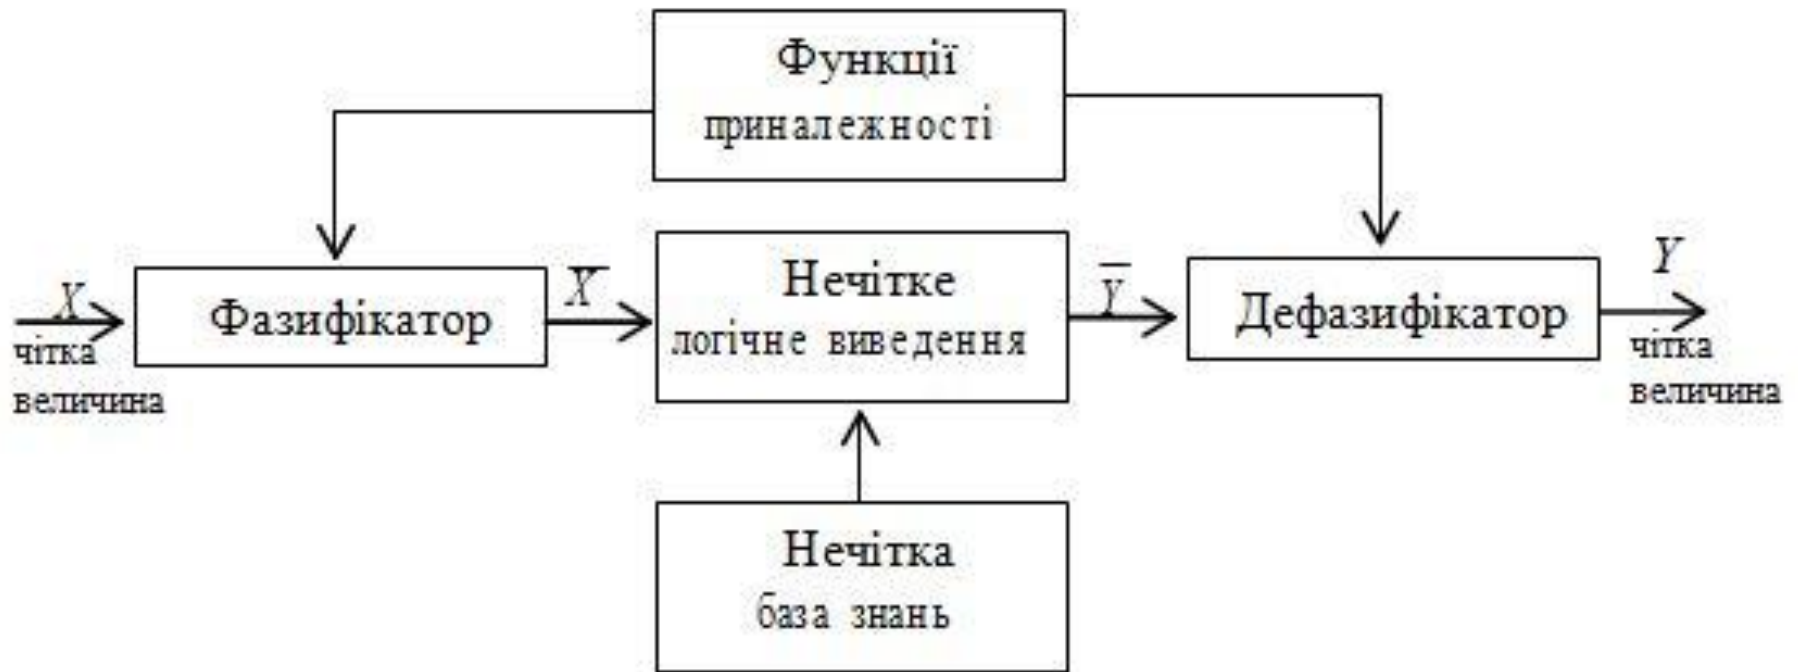 Функції
приналежності
X
чітка
величина
Фазифікатор
X̅
Нечітке
логічне виведення
Y̅
Дефазифікатор
Y
чітка
величина
Нечітка
база знань